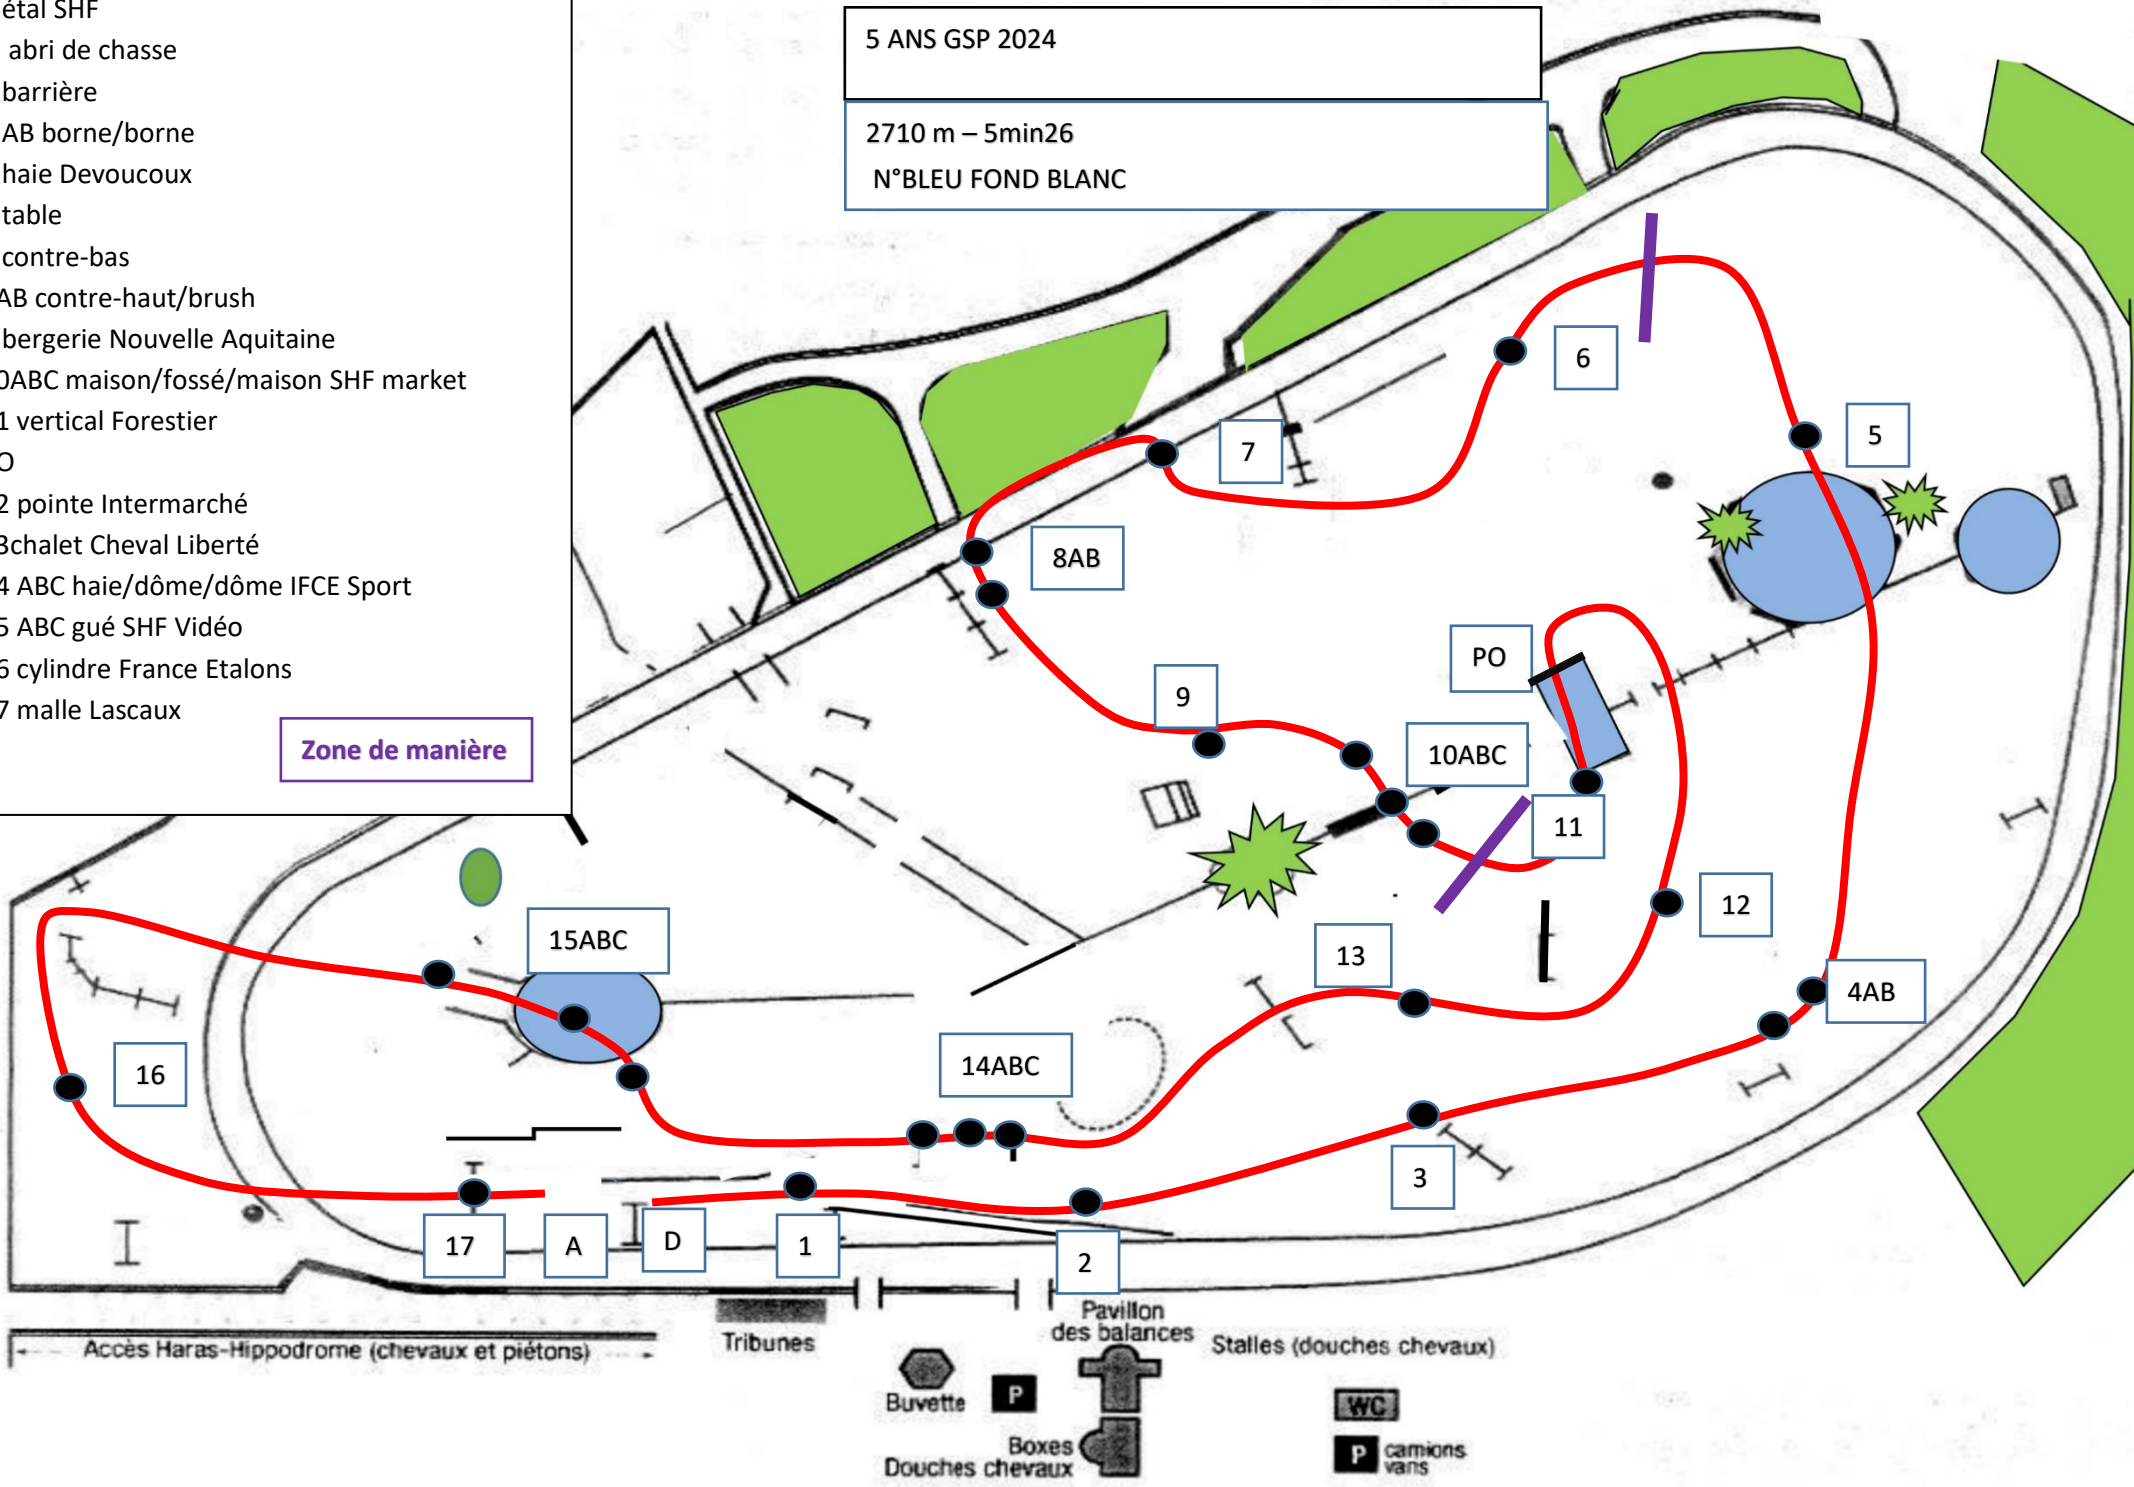 étal SHF
abri de chasse
barrière
AB borne/borne
haie Devoucoux
table
contre-bas
AB contre-haut/brush
bergerie Nouvelle Aquitaine
0ABC maison/fossé/maison SHF market
1 vertical Forestier
O
2 pointe Intermarché
3chalet Cheval Liberté
4 ABC haie/dôme/dôme IFCE Sport
5 ABC gué SHF Vidéo
6 cylindre France Etalons
7 malle Lascaux
Zone de manière
5 ANS GSP 2024
2710 m – 5min26
N°BLEU FOND BLANC
6
5
7
8AB
PO
9
10ABC
11
12
15ABC
13
4AB
14ABC
16
3
17
A
D
1
2
Accès Haras-Hippodrome (chevaux et piétons)
Tribunes
Pavillon
des balances
Stalles (douches chevaux)
Buvette
P
WC
Boxes
Douches chevaux
P
camions
vans